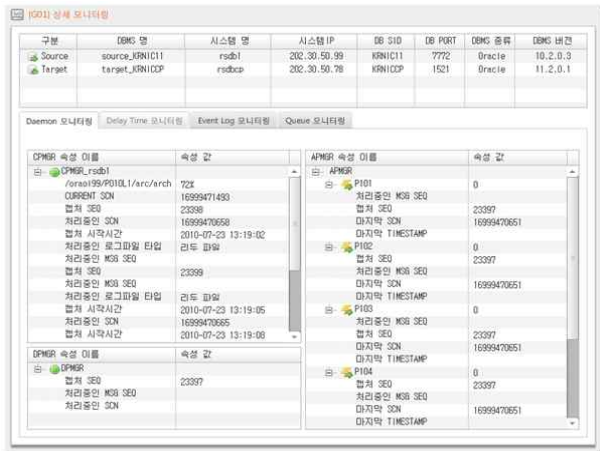 [G01] 상세 모니터링
구분 DBMS 명 시스템 명 시스템IP DB SID DB PORT DBMS 종류 DBMS 버전
Source source_KRNIC11 rsdb1 202.30.50.99 KRNIC11 7772 Oracle 10.2.0.3
Target target_KRNICCP rsdbcp 202.30.50.78 KRNICCP 1521 Oracle 11.2.0.1
Daemon 모니터링 Delay Time 모니터링 Event Log 모니터링 Queue 모니터링
CPMGR 속성 이름 속성 값
CPMGR_rsdb1
/oraoi99/PO10L1/arc/arch 72%
CURRENT SCN 16999471493
캡처 SEQ 23398
처리중인 SCN 16999470658
캡처 시작시간 2010-07-23 13:19:02
처리중인 로그파일 타입 리두 파일
처리중인 MSG SEQ
캡처 SEQ 23399
처리중인 MSG SEQ
처리중인 로그파일 타입 리두 파일
캡처 시작시간 2010-07-23 13:19:05
처리중인 SCN 16999470665
캡처 시작시간 2010-07-23 13:19:08
DPMGR 속성 이름 속성 값
DPMGR
캡처 SEQ 23397
처리중인 MSG SEQ
처리중인 SCN
APMGR 속성 이름 속성 값
APMGR
P101 0
처리중인 MSG SEQ
캡처 SEQ 23397
마지막 SCN 16999470651
마지막 TIMESTAMP
P102 0
캡처 SEQ 23397
처리중인 MSG SEQ
마지막 SCN 16999470651
마지막 TIMESTAMP
P103 0
처리중인 MSG SEQ
캡처 SEQ 23397
마지막 SCN 16999470651
마지막 TIMESTAMP
P104 0
캡처 SEQ 23397
처리중인 MSG SEQ
마지막 SCN 16999470651
마지막 TIMESTAMP